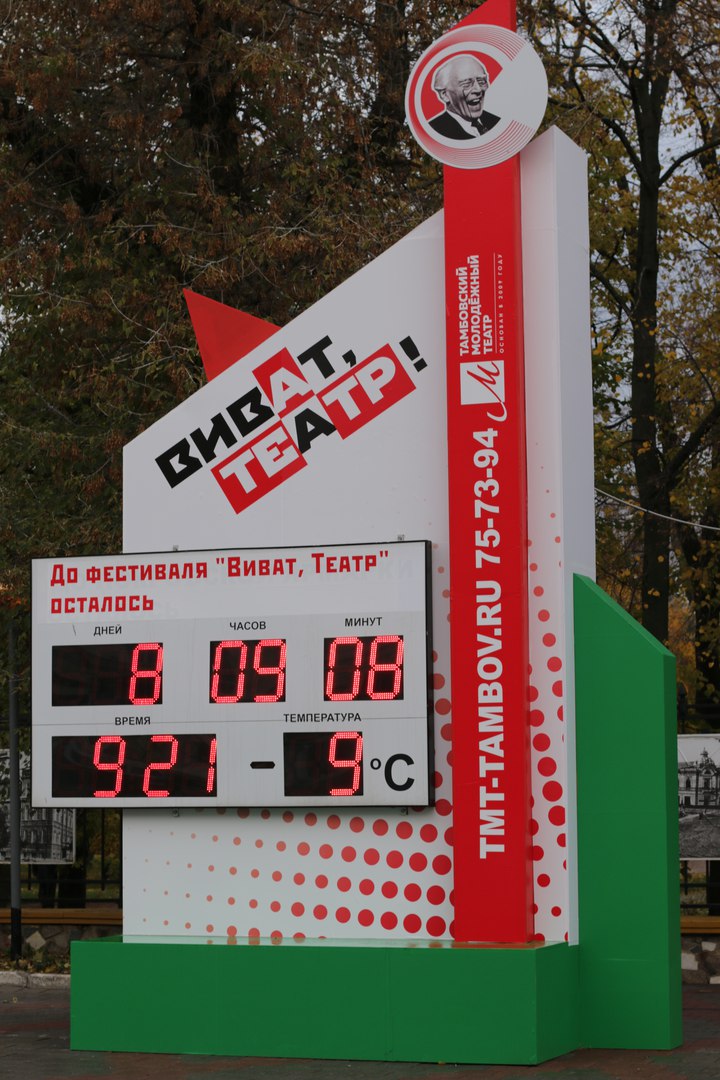 ВИВАТ,
ТЕАТР!
ТАМБОВСКИЙ
МОЛОДЁЖНЫЙ
ТЕАТР
ОСНОВАН В 2009 ГОДУ
М
TMT-TAMBOV.RU 75-73-94
До фестиваля "Виват, Театр"
осталось
ДНЕЙ ЧАСОВ МИНУТ
8 09 08
ВРЕМЯ ТЕМПЕРАТУРА
921 - 9 °C